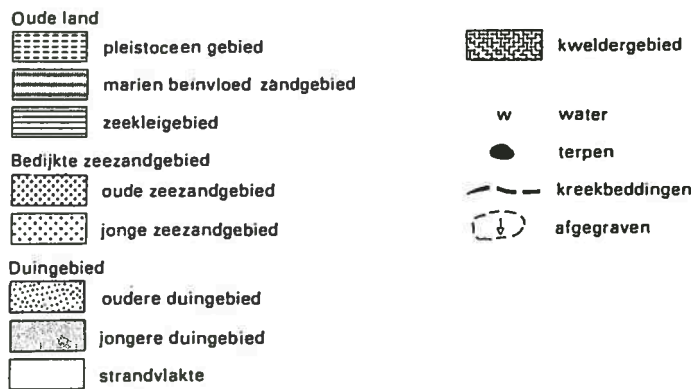 Oude land
pleistoceen gebied
marien beinvloed zandgebied
zeekleigebied
Bedijkte zeezandgebied
oude zeezandgebied
jonge zeezandgebied
Duingebied
oudere duingebied
jongere duingebied
strandvlakte
kweldergebied
w water
terpen
kreekbeddingen
afgegraven